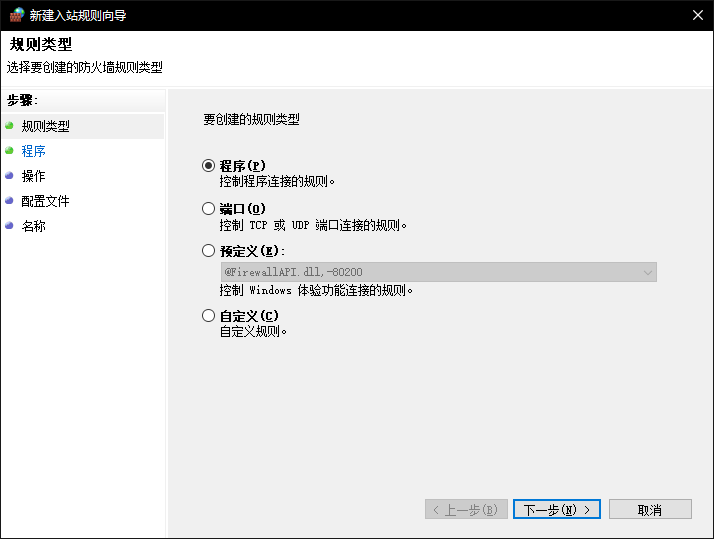 新建入站规则向导
规则类型
选择要创建的防火墙规则类型
步骤:
规则类型
程序
操作
配置文件
名称
要创建的规则类型
程序(P)
控制程序连接的规则。
端口(O)
控制 TCP 或 UDP 端口连接的规则。
预定义(E):
@FirewallAPI.dll,-80200
控制 Windows 体验功能连接的规则。
自定义(C)
自定义规则。
< 上一步(B)
下一步(N) >
取消